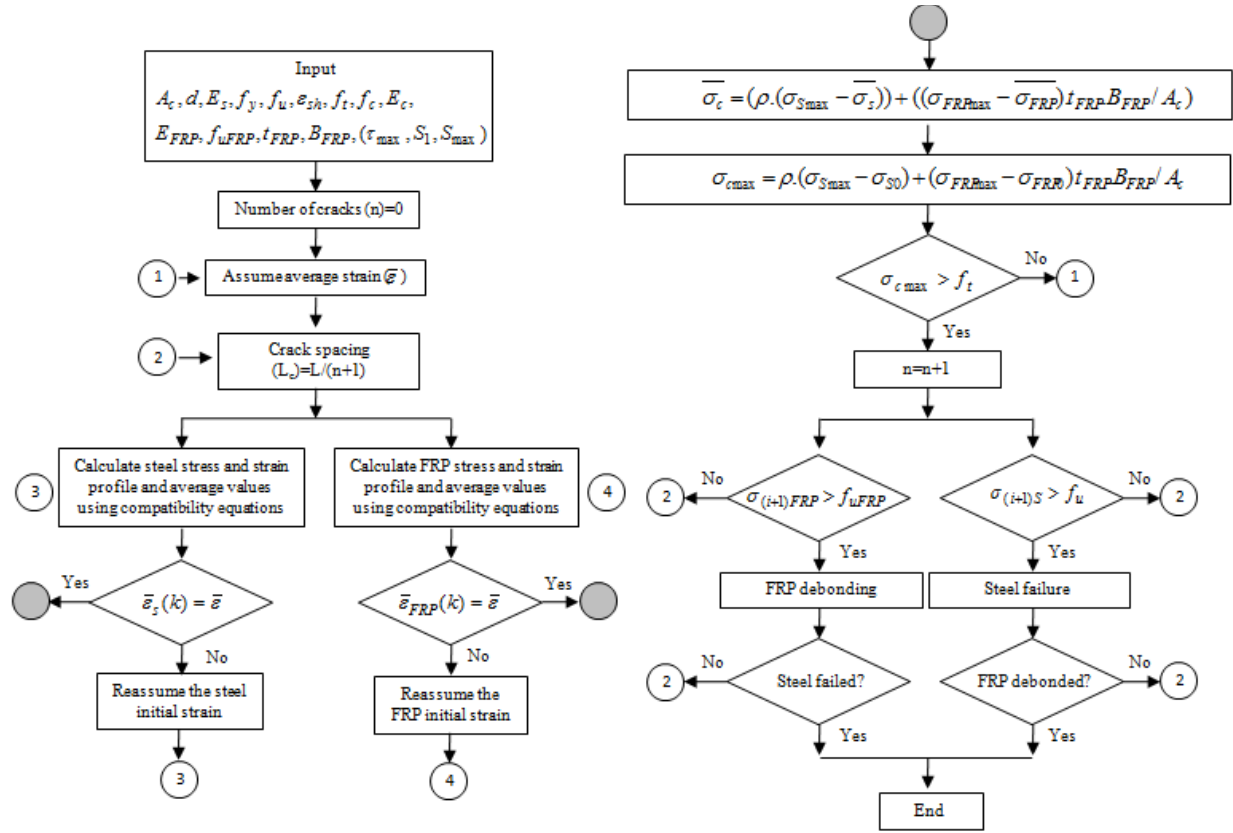 Input
A_c, d, E_s, f_y, f_u, ε_sh, f_t, f_c, E_c,
E_FRP, f_uFRP, t_FRP, B_FRP, (τ_max, S_1, S_max)
Number of cracks (n)=0
1
Assume average strain(ε̅)
2
Crack spacing
(L_c)=L/(n+1)
3
Calculate steel stress and strain
profile and average values
using compatibility equations
Calculate FRP stress and strain
profile and average values
using compatibility equations
4
Yes
ε̅_s(k) = ε̅
ε̅_FRP(k) = ε̅
Yes
No
No
Reassume the steel
initial strain
Reassume the
FRP initial strain
3
4
σ̅_c = (ρ.(σ_Smax − σ̅_s)) + ((σ_FRPmax − σ̅_FRP) t_FRP.B_FRP / A_c)
σ_cmax = ρ.(σ_Smax − σ_S0) + (σ_FRPmax − σ_FRP0) t_FRP.B_FRP / A_c
σ_c max > f_t
No
1
Yes
n=n+1
2
No
σ_(i+1)FRP > f_uFRP
σ_(i+1)S > f_u
No
2
Yes
Yes
FRP debonding
Steel failure
2
No
Steel failed?
FRP debonded?
No
2
Yes
Yes
End